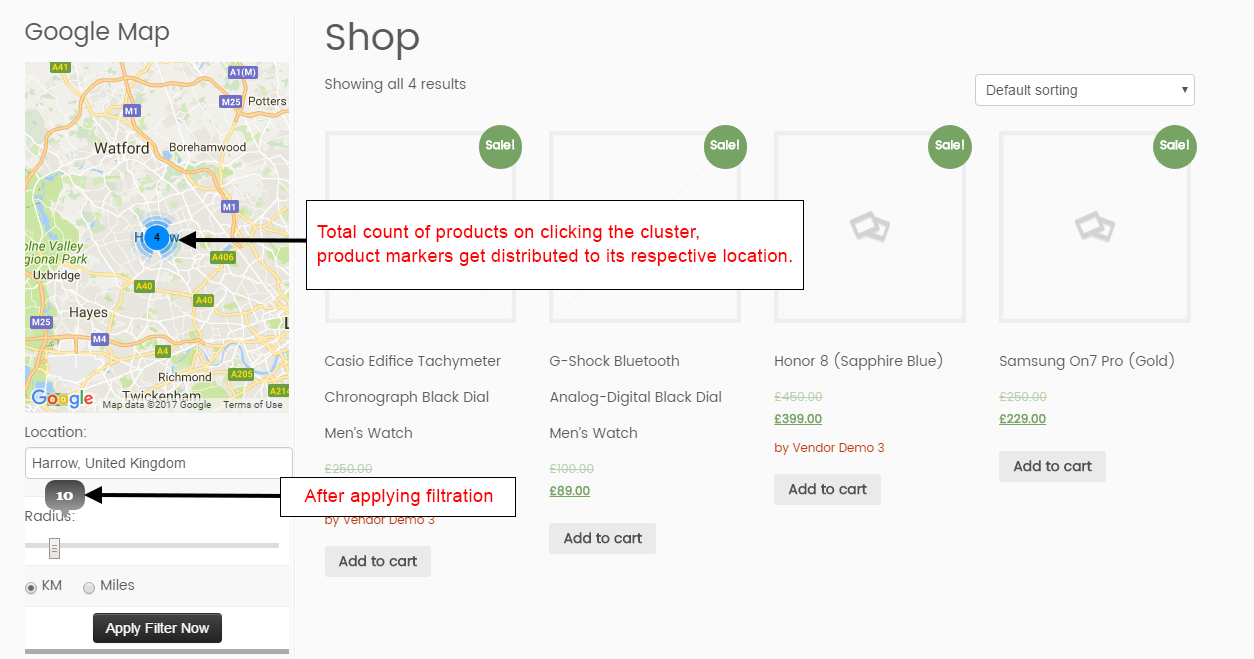 Google Map
A41
A1(M)
M25
Potters
M1
Watford
Borehamwood
M1
4
olne Valley
gional Park
A406
Uxbridge
A40
A40
Hayes
M25
M4
A4
Richmond
A205
Twickenham
A214
Google
Map data ©2017 Google
Terms of Use
Location:
Harrow, United Kingdom
10
Radius:
KM
Miles
Apply Filter Now
Shop
Showing all 4 results
Default sorting
Sale!
Sale!
Sale!
Sale!
Total count of products on clicking the cluster,
product markers get distributed to its respective location.
Casio Edifice Tachymeter
Chronograph Black Dial
Men's Watch
£250.00
After applying filtration
by Vendor Demo 3
Add to cart
G-Shock Bluetooth
Analog-Digital Black Dial
Men's Watch
£100.00
£89.00
Add to cart
Honor 8 (Sapphire Blue)
£450.00
£399.00
by Vendor Demo 3
Add to cart
Samsung On7 Pro (Gold)
£250.00
£229.00
Add to cart